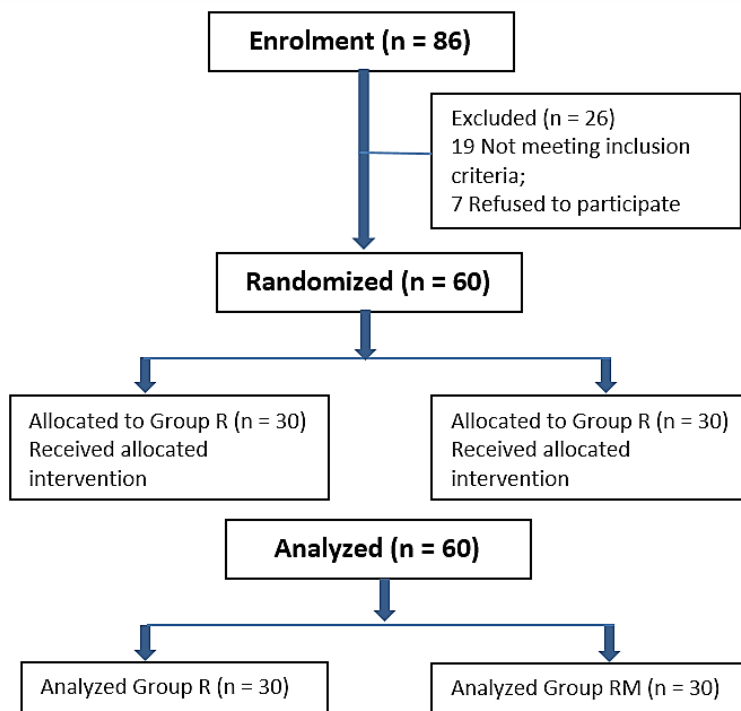 Enrolment (n = 86)
Excluded (n = 26)
19 Not meeting inclusion
criteria;
7 Refused to participate
Randomized (n = 60)
Allocated to Group R (n = 30)
Received allocated
intervention
Allocated to Group R (n = 30)
Received allocated
intervention
Analyzed (n = 60)
Analyzed Group R (n = 30)
Analyzed Group RM (n = 30)